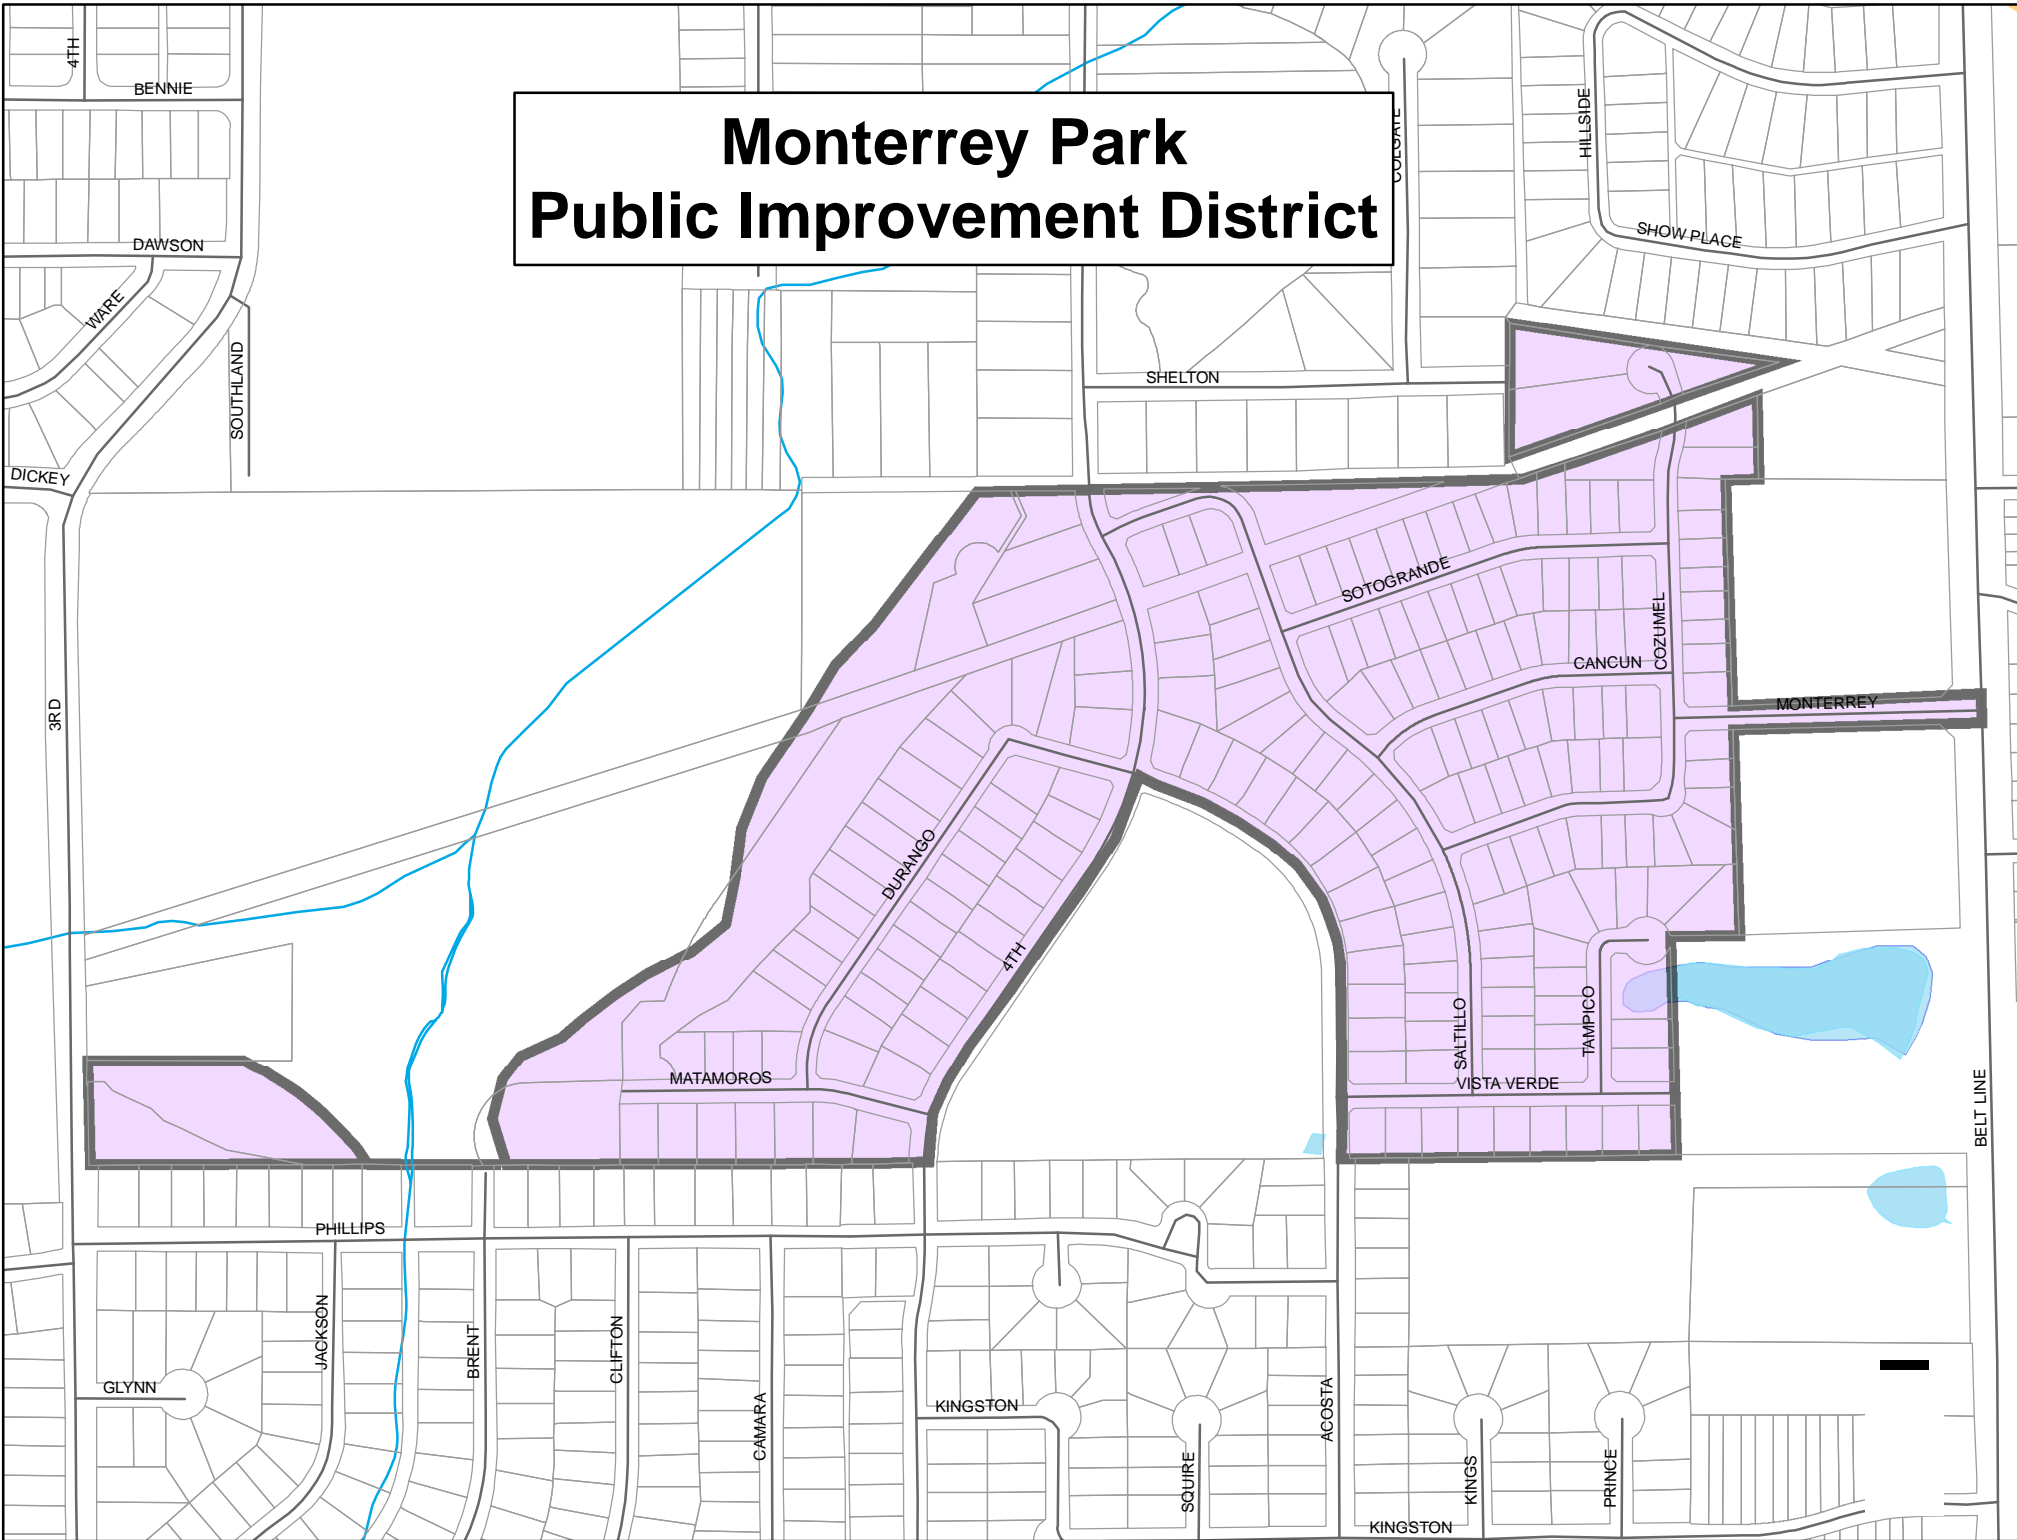 4TH
BENNIE
Monterrey Park
Public Improvement District
COLGATE
HILLSIDE
DAWSON
SHOW PLACE
WARE
SOUTHLAND
SHELTON
DICKEY
SOTOGRANDE
COZUMEL
CANCUN
3RD
MONTERREY
DURANGO
4TH
SALTILLO
TAMPICO
MATAMOROS
VISTA VERDE
BELT LINE
PHILLIPS
JACKSON
BRENT
CLIFTON
GLYNN
CAMARA
KINGSTON
ACOSTA
SQUIRE
KINGS
PRINCE
KINGSTON